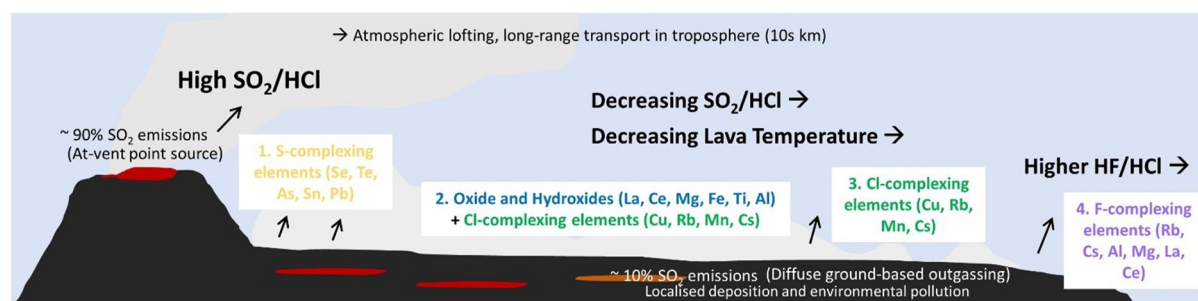 → Atmospheric lofting, long-range transport in troposphere (10s km)
High SO₂/HCl
~ 90% SO₂ emissions
(At-vent point source)
1. S-complexing
elements (Se, Te,
As, Sn, Pb)
Decreasing SO₂/HCl →
Decreasing Lava Temperature →
2. Oxide and Hydroxides (La, Ce, Mg, Fe, Ti, Al)
+ Cl-complexing elements (Cu, Rb, Mn, Cs)
3. Cl-complexing
elements (Cu, Rb,
Mn, Cs)
Higher HF/HCl →
4. F-complexing
elements (Rb,
Cs, Al, Mg, La,
Ce)
~ 10% SO₂ emissions (Diffuse ground-based outgassing)
Localised deposition and environmental pollution